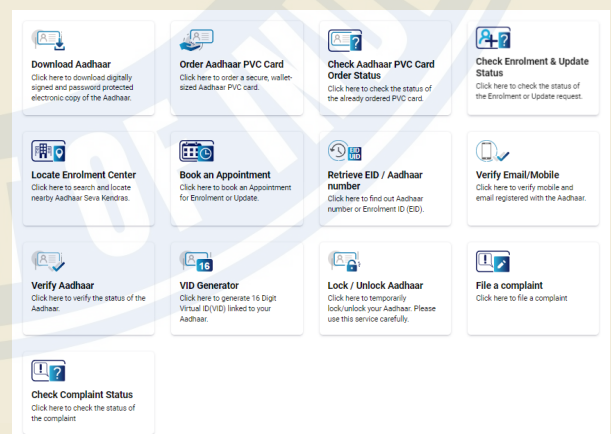 Download Aadhaar
Click here to download digitally
signed and password protected
electronic copy of the Aadhaar.
Order Aadhaar PVC Card
Click here to order a secure, wallet-
sized Aadhaar PVC card.
Check Aadhaar PVC Card
Order Status
Click here to check the status of
the already ordered PVC card.
Check Enrolment & Update
Status
Click here to check the status of
the Enrolment or Update request.
Locate Enrolment Center
Click here to search and locate
nearby Aadhaar Seva Kendras.
Book an Appointment
Click here to book an Appointment
for Enrolment or Update.
EID
UID
Retrieve EID / Aadhaar
number
Click here to find out Aadhaar
number or Enrolment ID (EID).
Verify Email/Mobile
Click here to verify mobile and
email registered with the Aadhaar.
Verify Aadhaar
Click here to verify the status of the
Aadhaar.
16
VID Generator
Click here to generate 16 Digit
Virtual ID(VID) linked to your
Aadhaar.
Lock / Unlock Aadhaar
Click here to temporarily
lock/unlock your Aadhaar. Please
use this service carefully.
File a complaint
Click here to file a complaint
Check Complaint Status
Click here to check the status of
the complaint